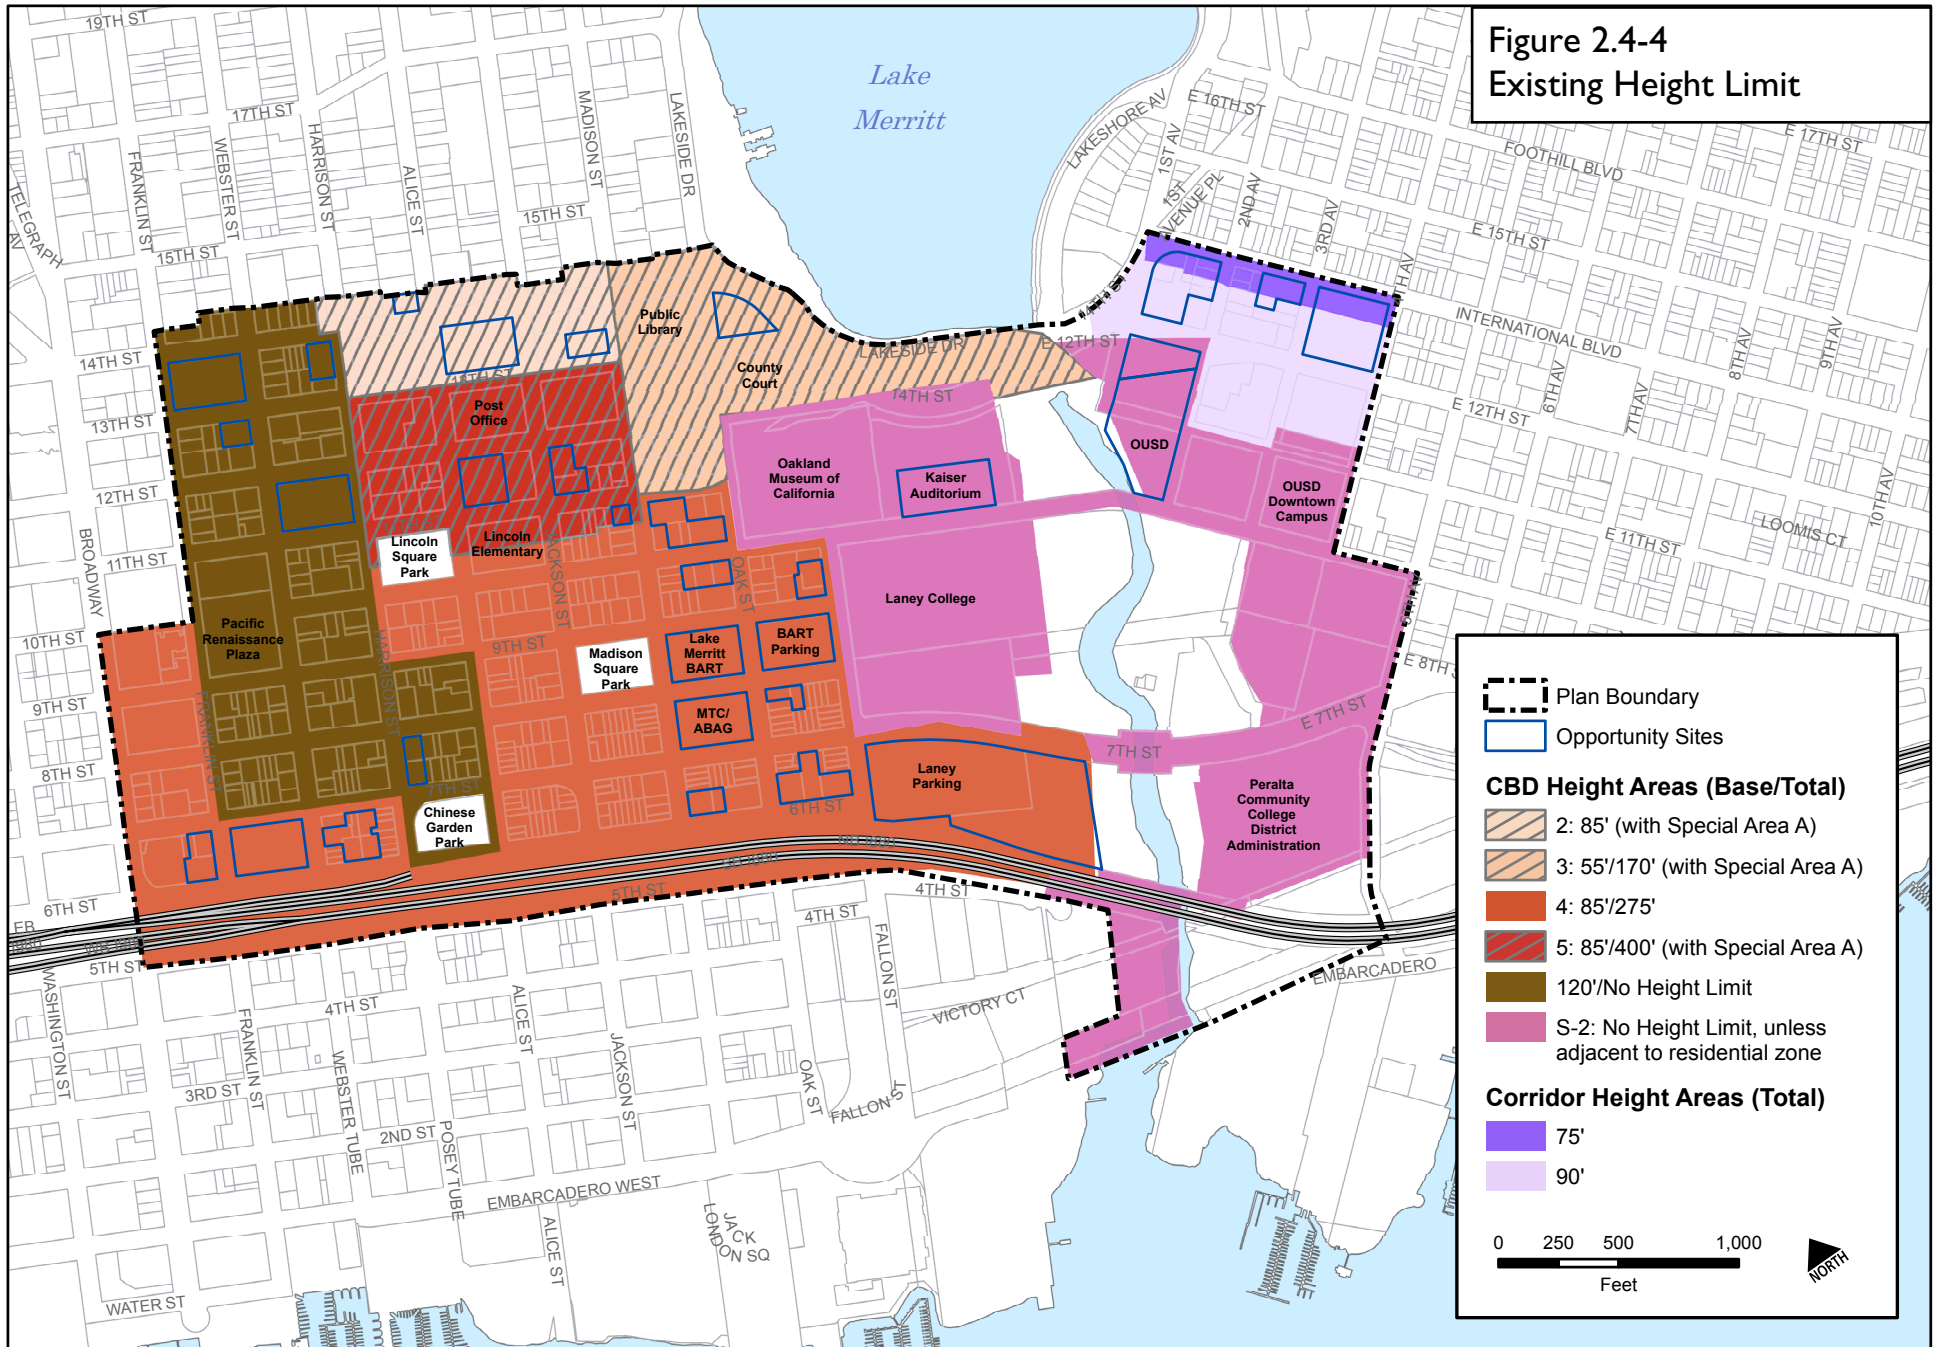 Figure 2.4-4
Existing Height Limit
Lake
Merritt
19TH ST
17TH ST
15TH ST
15TH ST
14TH ST
13TH ST
12TH ST
11TH ST
10TH ST
9TH ST
8TH ST
6TH ST
5TH ST
TELEGRAPH
AV
BROADWAY
FRANKLIN ST
WEBSTER ST
HARRISON ST
ALICE ST
MADISON ST
LAKESIDE DR
LAKESHORE AV
E 16TH ST
1ST AV
1ST
AVENUE PL
2ND AV
3RD AV
FOOTHILL BLVD
E 17TH ST
E 15TH ST
INTERNATIONAL BLVD
E 12TH ST
6TH AV
7TH AV
8TH AV
9TH AV
10TH AV
E 11TH ST
LOOMIS CT
14TH ST
E 12TH ST
LAKESIDE DR
14TH ST
Public
Library
County
Court
Post
Office
Oakland
Museum of
California
Kaiser
Auditorium
OUSD
OUSD
Downtown
Campus
Lincoln
Square
Park
Lincoln
Elementary
JACKSON ST
OAK ST
Laney College
Pacific
Renaissance
Plaza
HARRISON ST
9TH ST
Madison
Square
Park
Lake
Merritt
BART
BART
Parking
MTC/
ABAG
FRANKLIN ST
7TH ST
Chinese
Garden
Park
6TH ST
Laney
Parking
7TH ST
E 7TH ST
E 8TH S
Peralta
Community
College
District
Administration
5TH ST
4TH ST
4TH ST
EMBARCADERO
VICTORY CT
FALLON ST
FALLON ST
WASHINGTON ST
FRANKLIN ST
4TH ST
3RD ST
2ND ST
WEBSTER TUBE
POSEY TUBE
ALICE ST
JACKSON ST
OAK ST
EMBARCADERO WEST
ALICE ST
JACK
LONDON SQ
WATER ST
Plan Boundary
Opportunity Sites
CBD Height Areas (Base/Total)
2: 85' (with Special Area A)
3: 55'/170' (with Special Area A)
4: 85'/275'
5: 85'/400' (with Special Area A)
120'/No Height Limit
S-2: No Height Limit, unless
adjacent to residential zone
Corridor Height Areas (Total)
75'
90'
0 250 500 1,000
Feet
NORTH